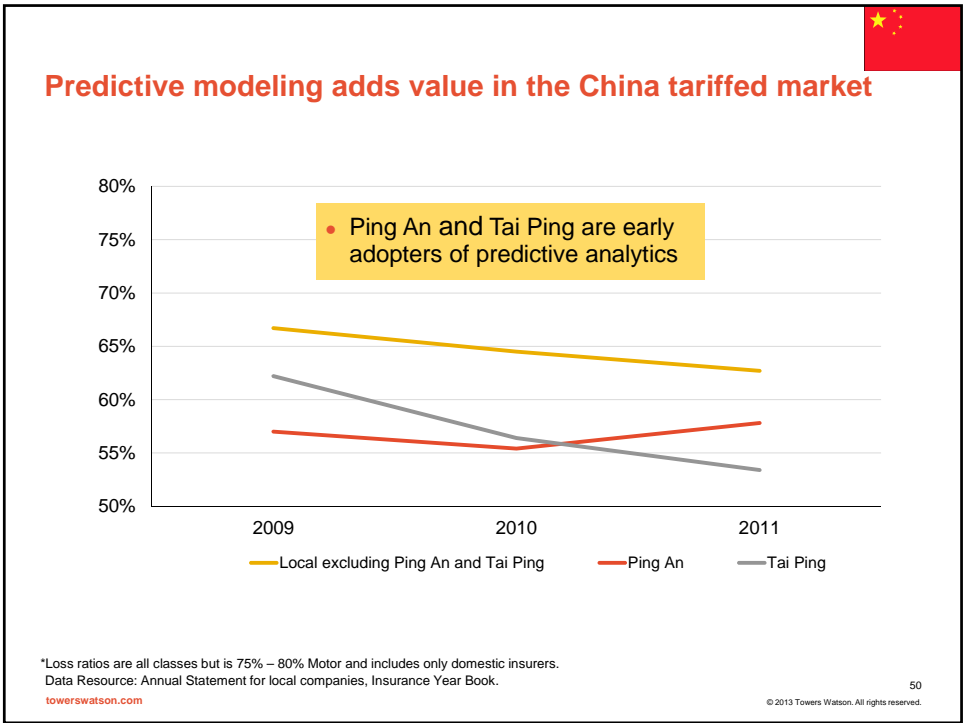 Predictive modeling adds value in the China tariffed market
80%
75%
70%
65%
60%
55%
50%
• Ping An and Tai Ping are early
adopters of predictive analytics
2009 2010 2011
Local excluding Ping An and Tai Ping Ping An Tai Ping
*Loss ratios are all classes but is 75% – 80% Motor and includes only domestic insurers.
Data Resource: Annual Statement for local companies, Insurance Year Book.
towerswatson.com
50
© 2013 Towers Watson. All rights reserved.